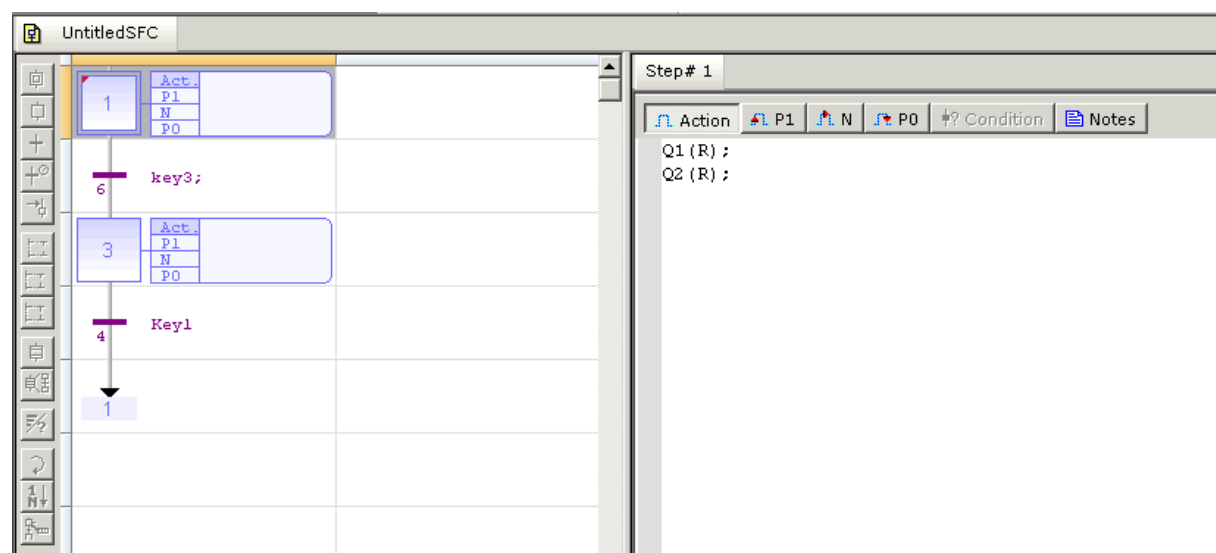 UntitledSFC
1
Act.
P1
N
P0
6
key3;
3
Act.
P1
N
P0
4
Key1
1
Step# 1
Action
P1
N
P0
Condition
Notes
Q1(R);
Q2(R);